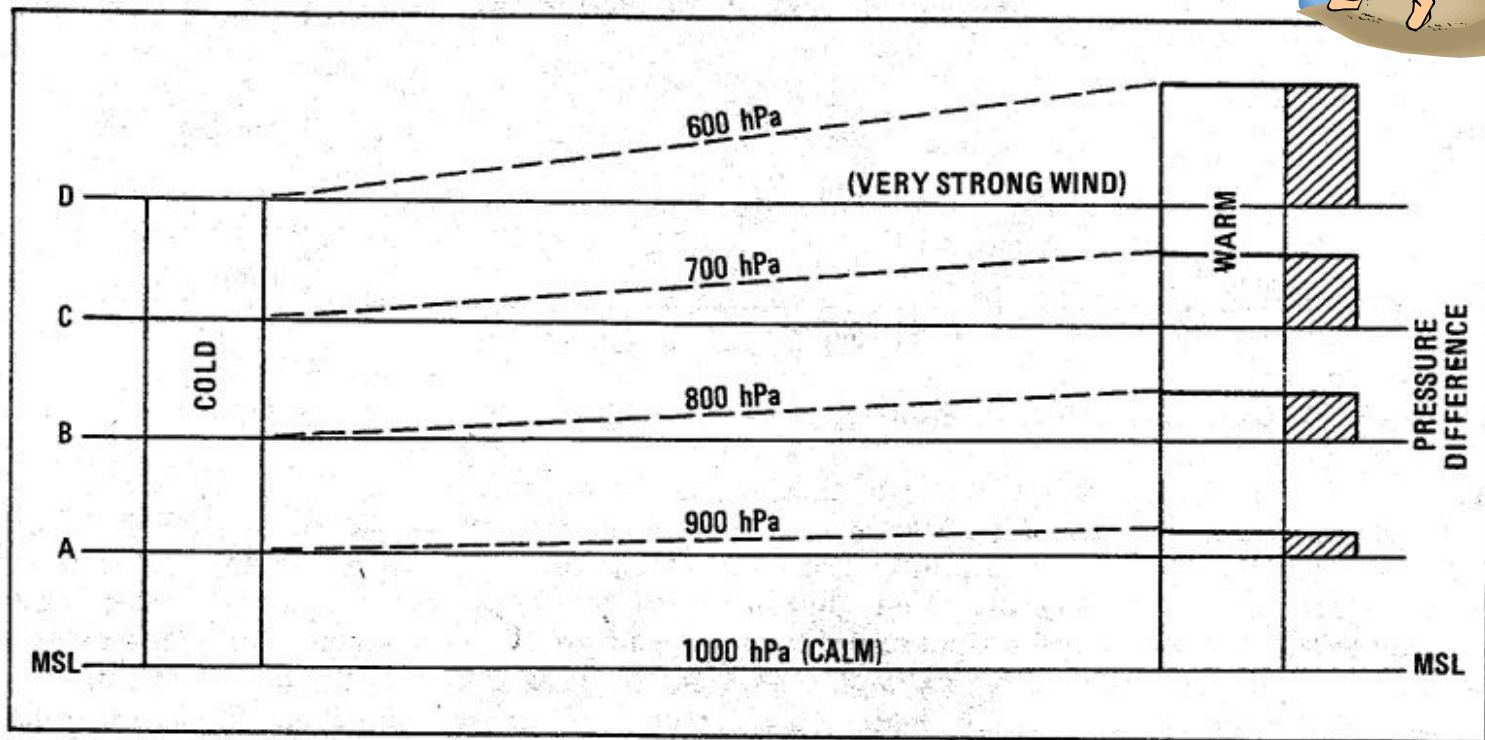 600 hPa
D
(VERY STRONG WIND)
WARM
700 hPa
C
COLD
PRESSURE
DIFFERENCE
800 hPa
B
900 hPa
A
1000 hPa (CALM)
MSL
MSL